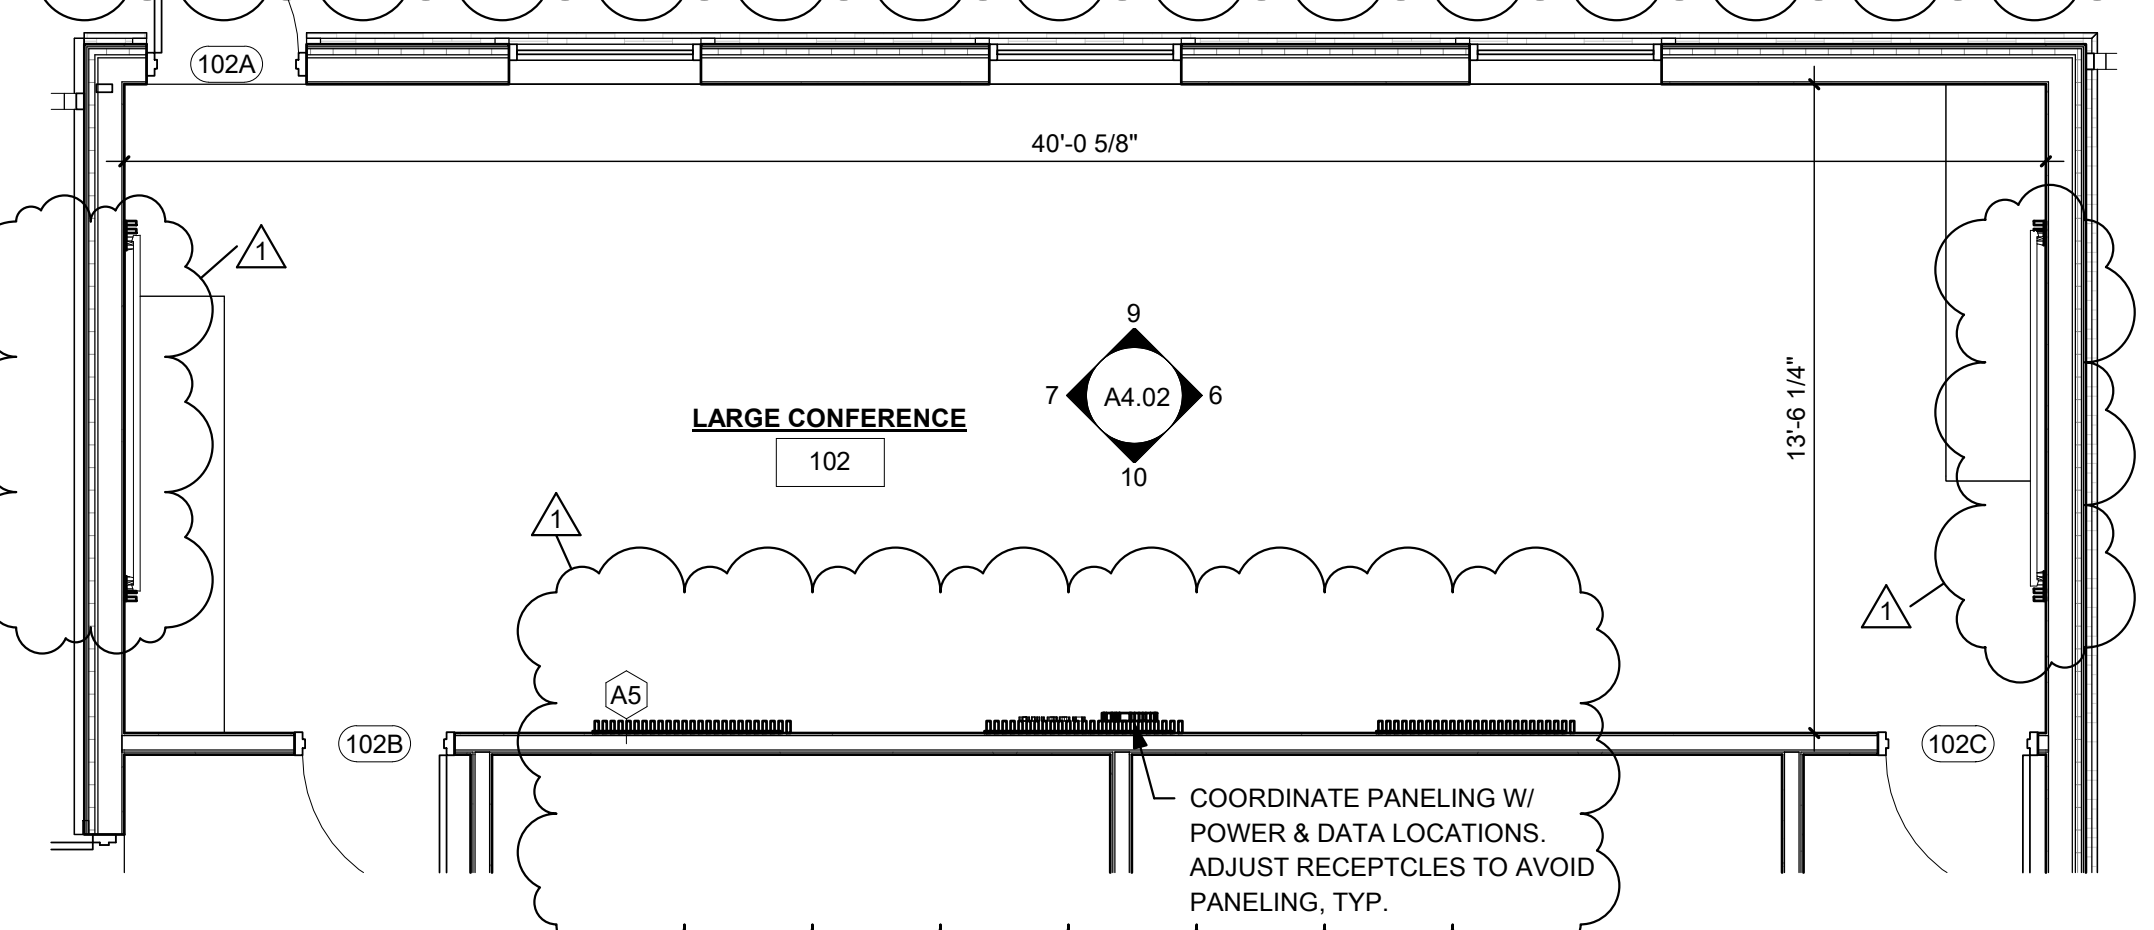 102A
40'-0 5/8"
1
9
7
A4.02
6
10
13'-6 1/4"
LARGE CONFERENCE
102
1
1
A5
102B
102C
COORDINATE PANELING W/
POWER & DATA LOCATIONS.
ADJUST RECEPTCLES TO AVOID
PANELING, TYP.